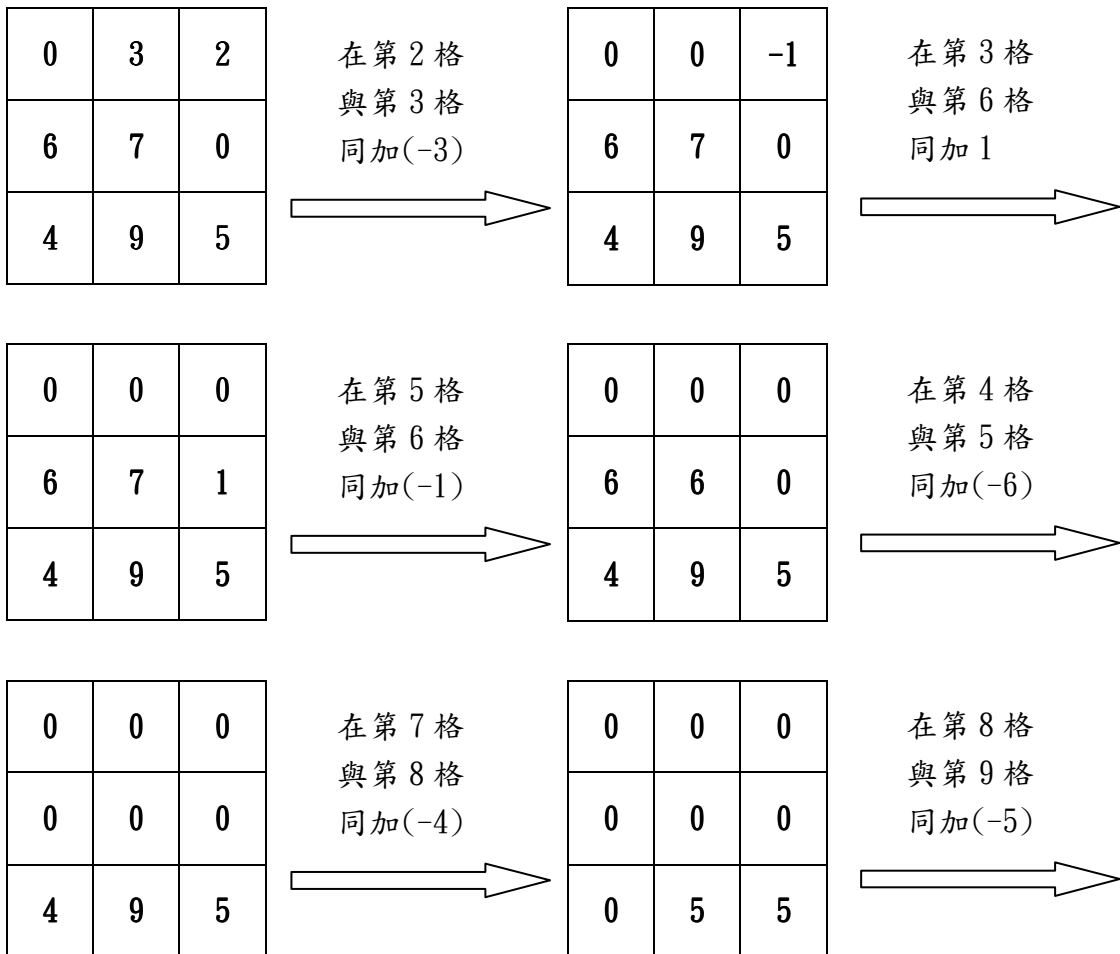 0 3 2 在第 2 格 0 0 -1 在第 3 格
與第 3 格 與第 6 格
6 7 0 同加(-3) 6 7 0 同加 1
4 9 5 4 9 5
0 0 0 在第 5 格 0 0 0 在第 4 格
與第 6 格 與第 5 格
6 7 1 同加(-1) 6 6 0 同加(-6)
4 9 5 4 9 5
0 0 0 在第 7 格 0 0 0 在第 8 格
與第 8 格 與第 9 格
0 0 0 同加(-4) 0 0 0 同加(-5)
4 9 5 0 5 5